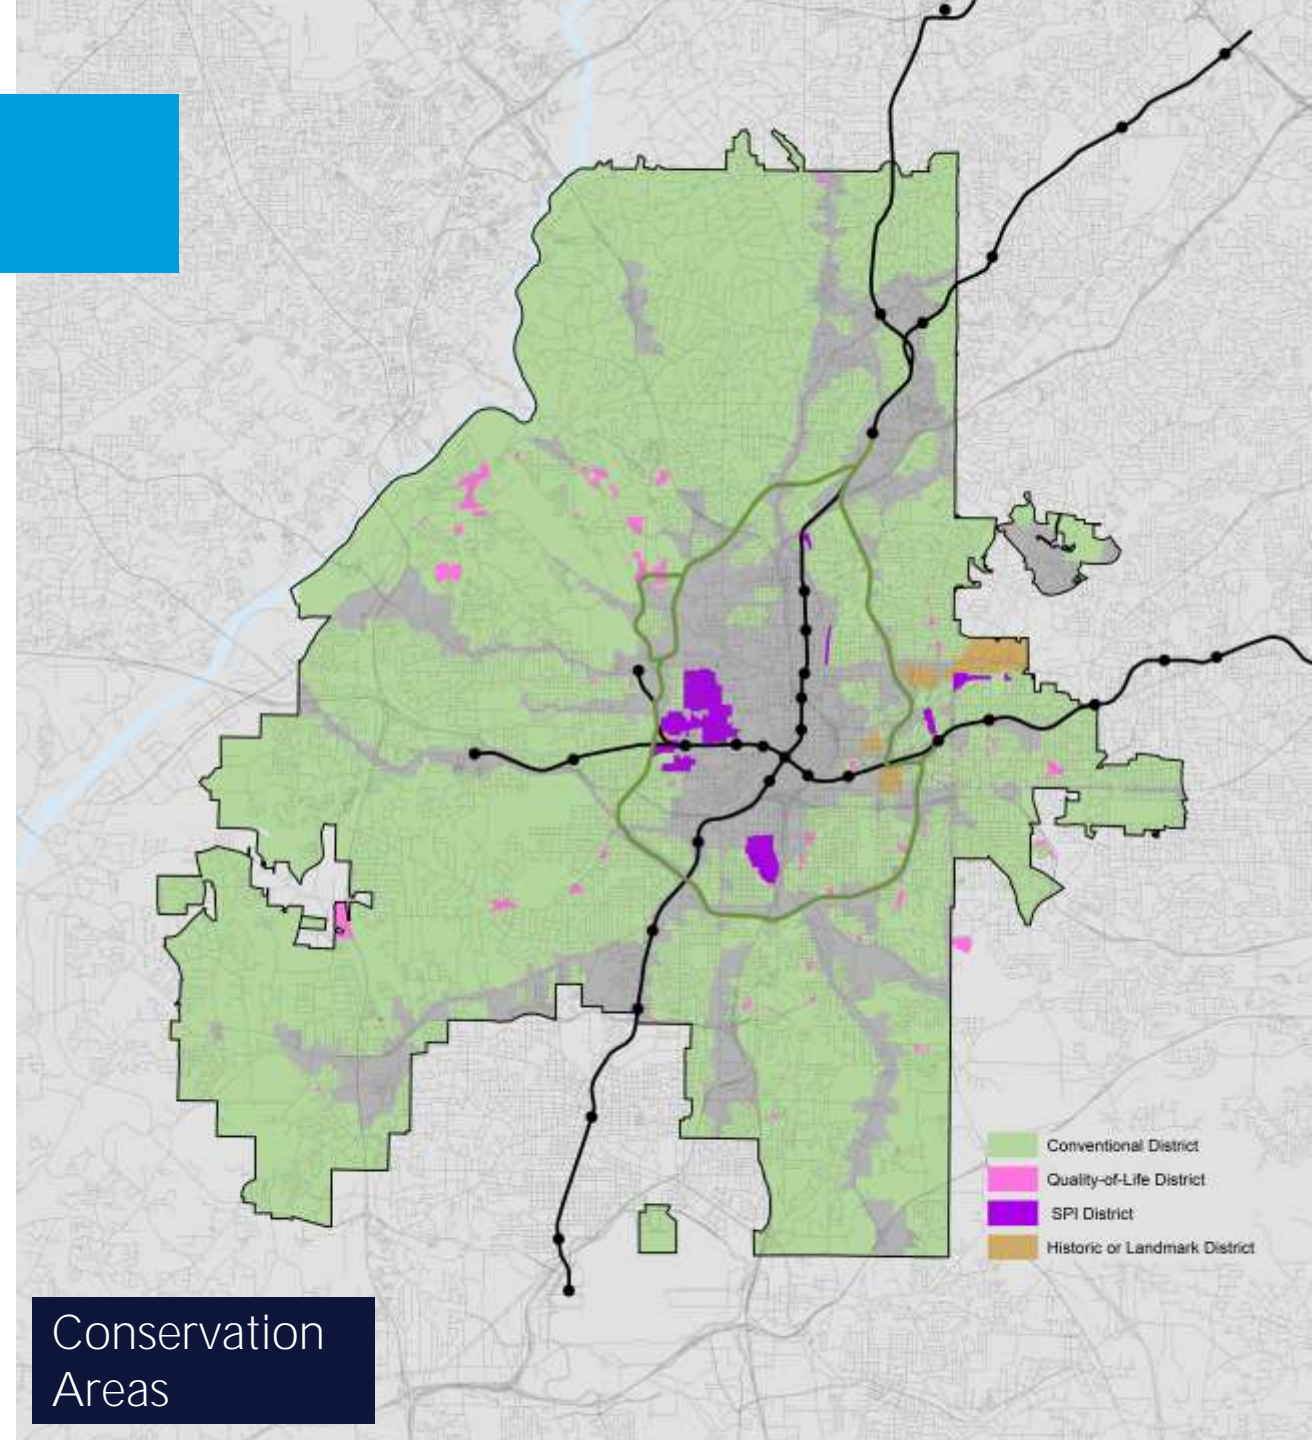 Conventional District
Quality-of-Life District
SPI District
Historic or Landmark District
Conservation
Areas